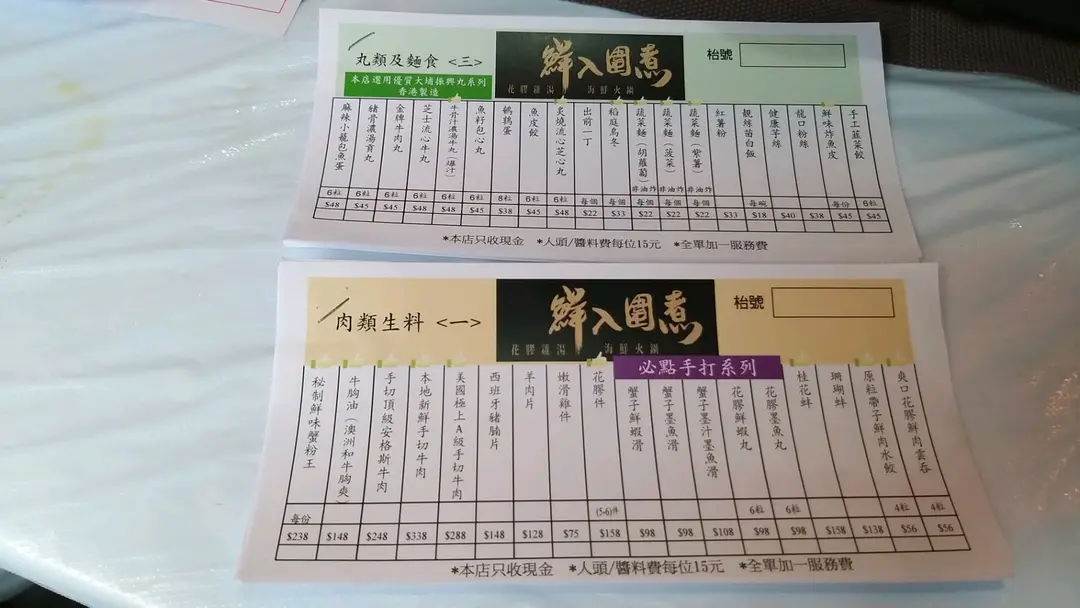 丸類及麵食 <三>
本店選用優質大埔振興丸系列
香港製造
鮮入圍煮
花膠雞湯 海鮮火鍋
枱號
麻辣小籠包魚蛋
豬骨濃湯貢丸
金牌牛肉丸
芝士流心牛丸
牛骨汁濃湯牛丸(爆汁)
魚籽包心丸
鵪鶉蛋
魚皮餃
炙燒流心芝心丸
出前一丁
稻庭烏冬
蔬菜麵(胡蘿蔔)
蔬菜麵(菠菜)
蔬菜麵(紫薯)
紅薯粉
靚絲苗白飯
健康芋絲
龍口粉絲
鮮味炸魚皮
手工韮菜餃
非油炸 非油炸 非油炸
6粒 6粒 6粒 6粒 6粒 6粒 8粒 6粒 6粒 每個 每個 每個 每個 每個 每碗 每份 6粒
$48 $45 $45 $48 $48 $45 $38 $45 $48 $22 $33 $22 $22 $22 $33 $18 $40 $38 $45 $45
*本店只收現金 *人頭/醬料費每位15元 *全單加一服務費
肉類生料 <一>
鮮入圍煮
花膠雞湯 海鮮火鍋
枱號
必點手打系列
秘制鮮味蟹粉王
牛胸油(澳洲和牛胸爽)
手切頂級安格斯牛肉
本地新鮮手切牛肉
美國極上A級手切牛肉
西班牙豬腩片
羊肉片
嫩滑雞件
花膠件
蟹子鮮蝦滑
蟹子墨魚滑
蟹子墨汁墨魚滑
花膠鮮蝦丸
花膠墨魚丸
桂花蚌
珊瑚蚌
原粒帶子鮮肉水餃
爽口花膠鮮肉雲吞
每份 (5-6)件 6粒 6粒 4粒 4粒
$238 $148 $248 $338 $288 $148 $128 $75 $158 $98 $98 $108 $98 $98 $158 $138 $56 $56
*本店只收現金 *人頭/醬料費每位15元 *全單加一服務費